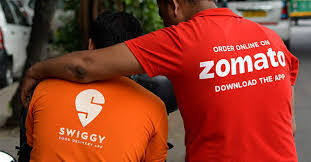 SWIGGY
FOOD DELIVERY APP
ORDER ONLINE ON
zomato
DOWNLOAD THE APP